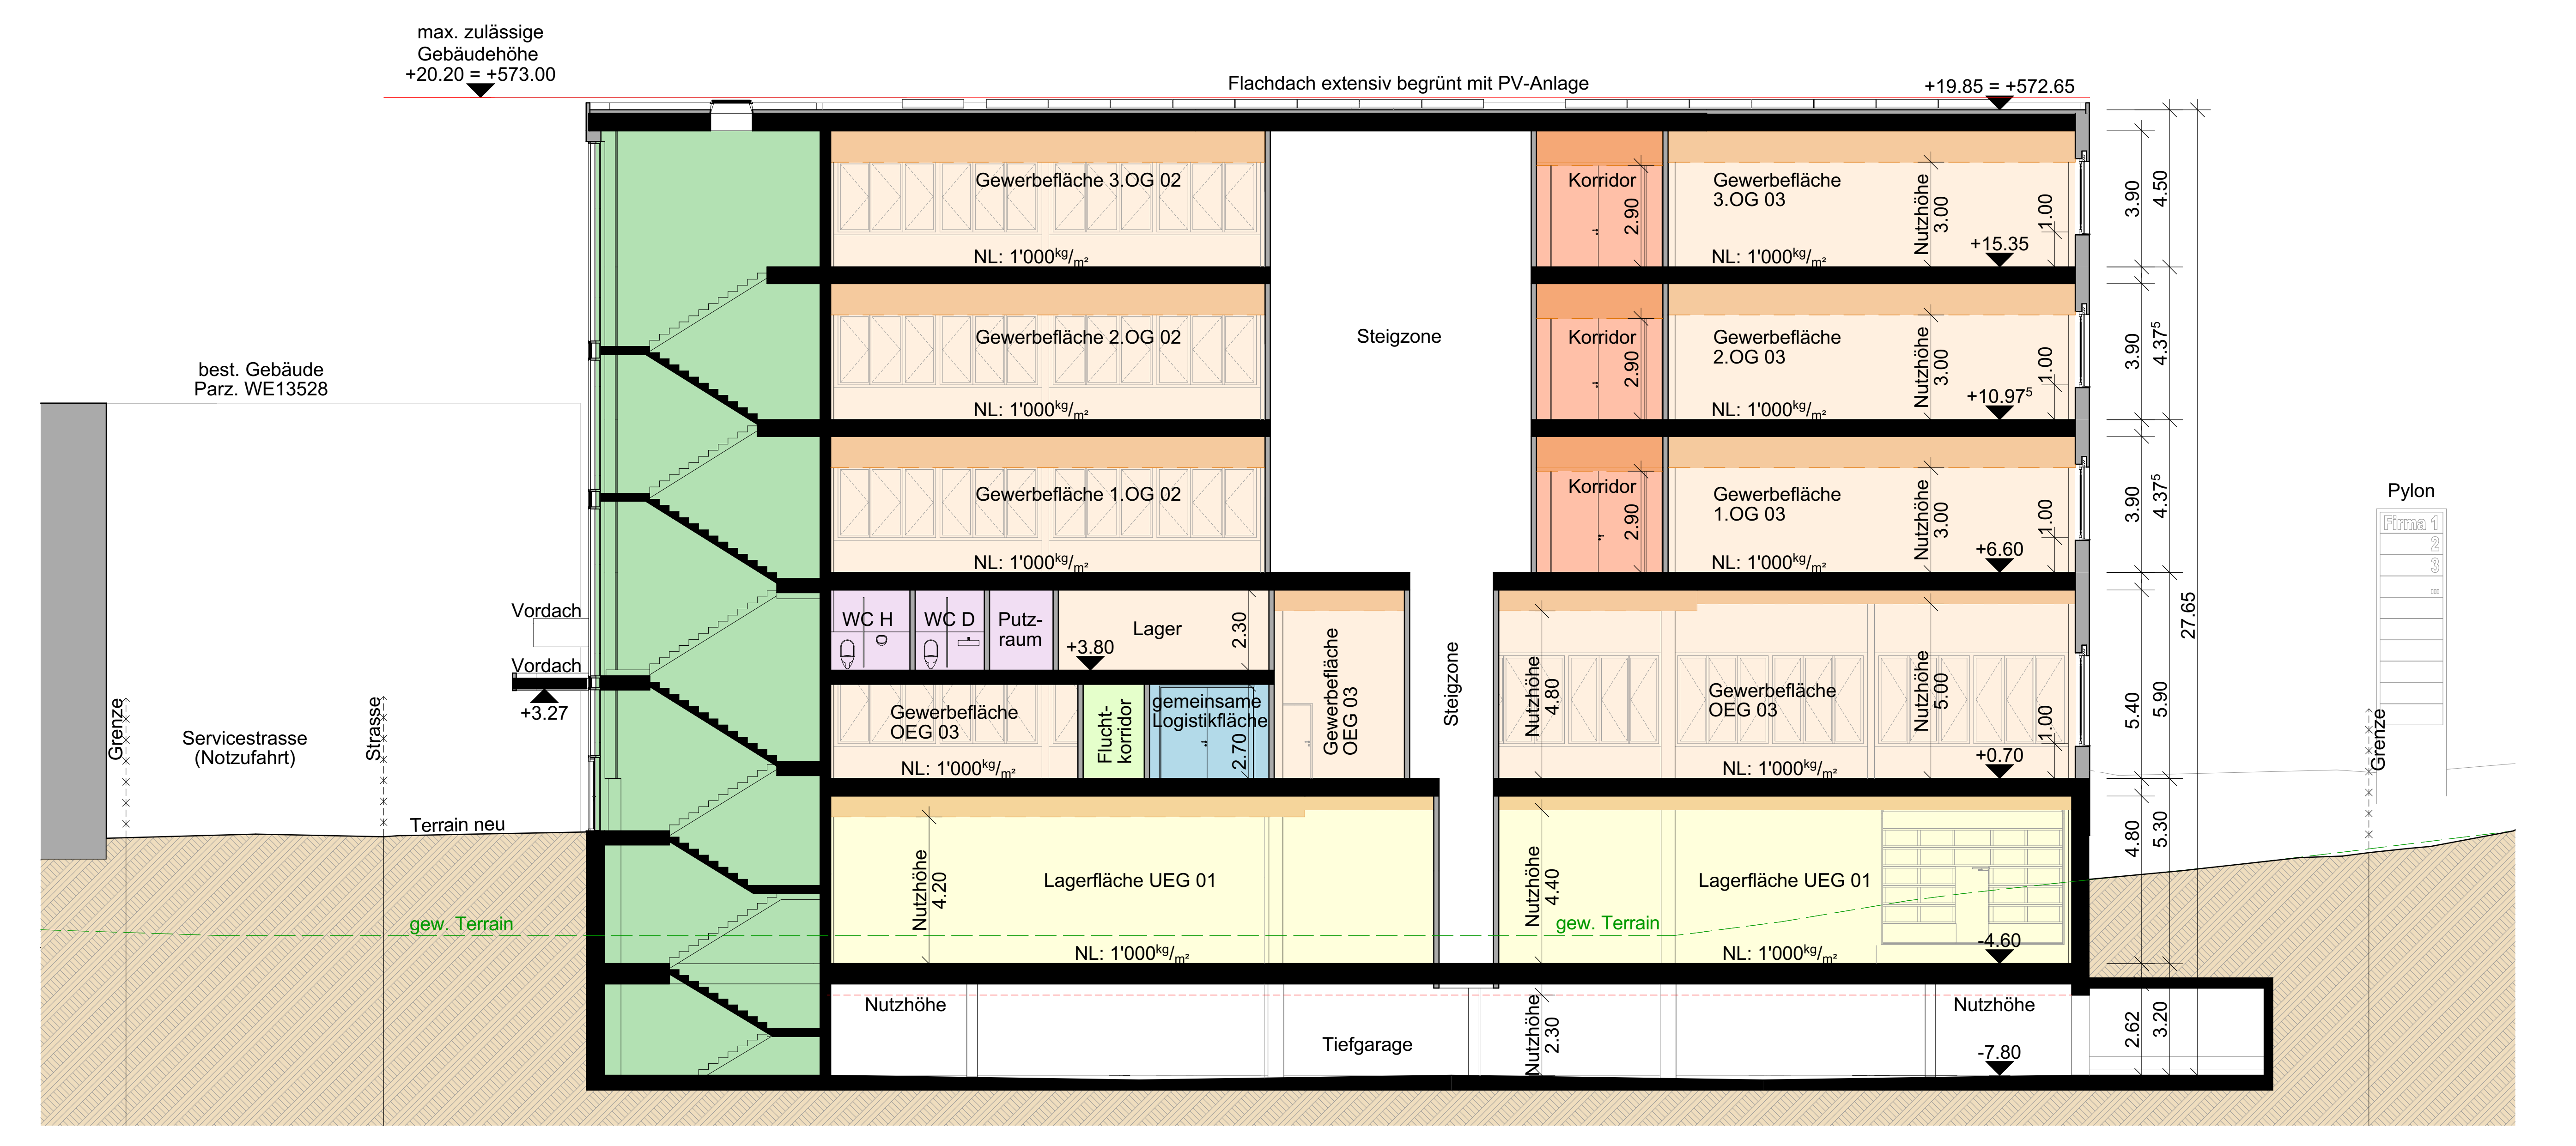 max. zulässige
Gebäudehöhe
+20.20 = +573.00
Flachdach extensiv begrünt mit PV-Anlage
+19.85 = +572.65
Gewerbefläche 3.OG 02
NL: 1'000kg/m²
Korridor
2.90
Gewerbefläche
3.OG 03
NL: 1'000kg/m²
Nutzhöhe
3.00
+15.35
1.00
3.90
4.50
Gewerbefläche 2.OG 02
NL: 1'000kg/m²
Steigzone
Korridor
2.90
Gewerbefläche
2.OG 03
NL: 1'000kg/m²
Nutzhöhe
3.00
+10.97⁵
1.00
3.90
4.37⁵
best. Gebäude
Parz. WE13528
Gewerbefläche 1.OG 02
NL: 1'000kg/m²
Korridor
2.90
Gewerbefläche
1.OG 03
NL: 1'000kg/m²
Nutzhöhe
3.00
+6.60
1.00
3.90
4.37⁵
Pylon
Firma 1
2
3
Vordach
Vordach
+3.27
WC H
WC D
Putz-
raum
Lager
+3.80
2.30
Gewerbefläche
OEG 03
NL: 1'000kg/m²
Flucht-
korridor
gemeinsame
Logistikfläche
2.70
Gewerbefläche
OEG 03
Steigzone
Nutzhöhe
4.80
Gewerbefläche
OEG 03
NL: 1'000kg/m²
Nutzhöhe
5.00
+0.70
1.00
5.40
5.90
27.65
Grenze
Servicestrasse
(Notzufahrt)
Strasse
Grenze
Terrain neu
gew. Terrain
Nutzhöhe
4.20
Lagerfläche UEG 01
NL: 1'000kg/m²
Nutzhöhe
4.40
gew. Terrain
Lagerfläche UEG 01
NL: 1'000kg/m²
-4.60
4.80
5.30
Nutzhöhe
Tiefgarage
Nutzhöhe
2.30
Nutzhöhe
-7.80
2.62
3.20